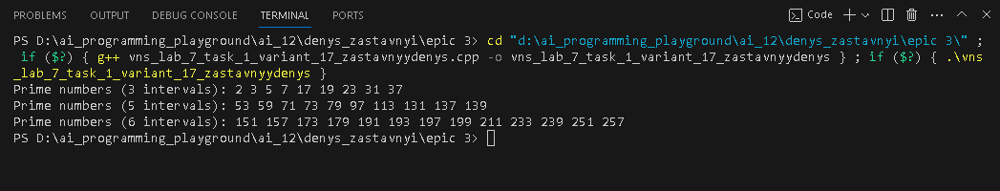 PROBLEMS OUTPUT DEBUG CONSOLE TERMINAL PORTS Code
PS D:\ai_programming_playground\ai_12\denys_zastavnyi\epic 3> cd "d:\ai_programming_playground\ai_12\denys_zastavnyi\epic 3\" ;
if ($?) { g++ vns_lab_7_task_1_variant_17_zastavnyydenys.cpp -o vns_lab_7_task_1_variant_17_zastavnyydenys } ; if ($?) { .\vns
_lab_7_task_1_variant_17_zastavnyydenys }
Prime numbers (3 intervals): 2 3 5 7 17 19 23 31 37
Prime numbers (5 intervals): 53 59 71 73 79 97 113 131 137 139
Prime numbers (6 intervals): 151 157 173 179 191 193 197 199 211 233 239 251 257
PS D:\ai_programming_playground\ai_12\denys_zastavnyi\epic 3>